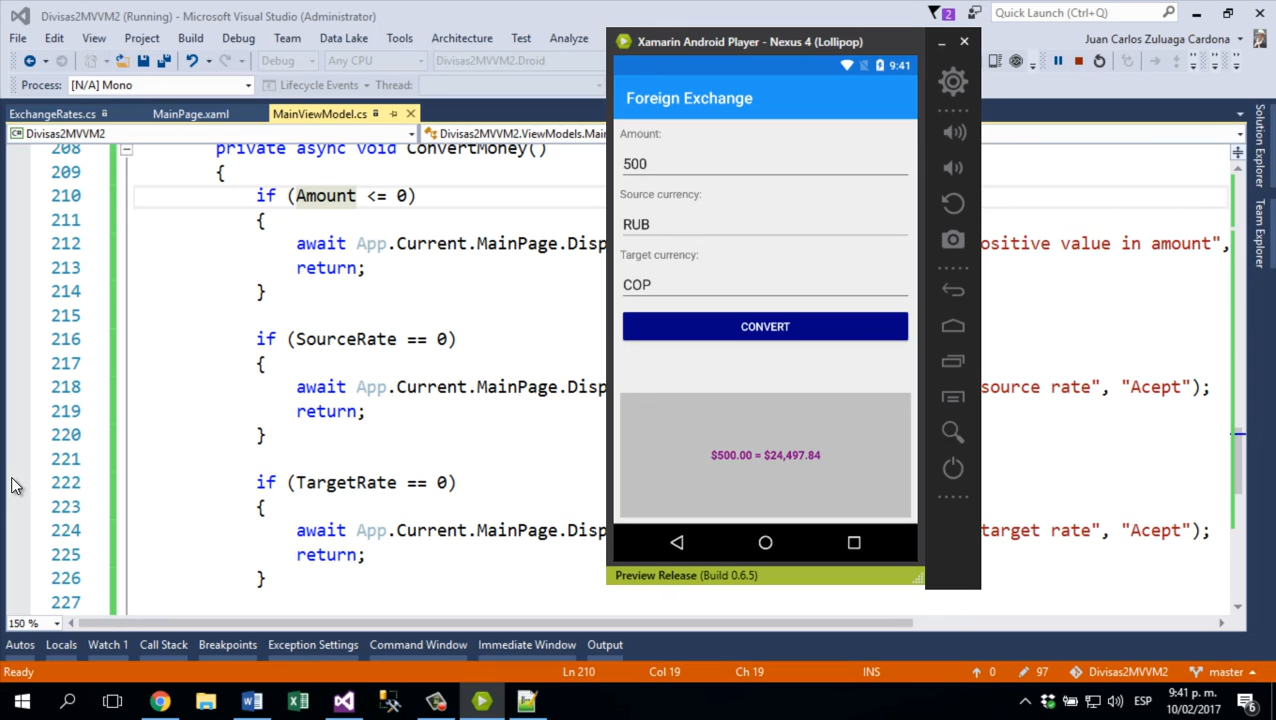 Divisas2MVVM2 (Running) - Microsoft Visual Studio (Administrator)
2
Quick Launch (Ctrl+Q)
File Edit View Project Build Debug Team Data Lake Tools Architecture Test Analyze
Juan Carlos Zuluaga Cardona
Debug Any CPU Divisas2MVVM2.Droid
Process: [N/A] Mono Lifecycle Events Thread:
ExchangeRates.cs MainPage.xaml MainViewModel.cs
Divisas2MVVM2 Divisas2MVVM2.ViewModels.Mai
208 private async void ConvertMoney()
209 {
210 if (Amount <= 0)
211 {
212 await App.Current.MainPage.Disp ositive value in amount",
213 return;
214 }
215
216 if (SourceRate == 0)
217 {
218 await App.Current.MainPage.Disp source rate", "Acept");
219 return;
220 }
221
222 if (TargetRate == 0)
223 {
224 await App.Current.MainPage.Disp target rate", "Acept");
225 return;
226 }
227
150 %
Xamarin Android Player - Nexus 4 (Lollipop)
9:41
Foreign Exchange
Amount:
500
Source currency:
RUB
Target currency:
COP
CONVERT
$500.00 = $24,497.84
Preview Release (Build 0.6.5)
Solution Explorer
Team Explorer
Autos Locals Watch 1 Call Stack Breakpoints Exception Settings Command Window Immediate Window Output
Ready Ln 210 Col 19 Ch 19 INS 0 97 Divisas2MVVM2 master
ESP
9:41 p. m.
10/02/2017
6